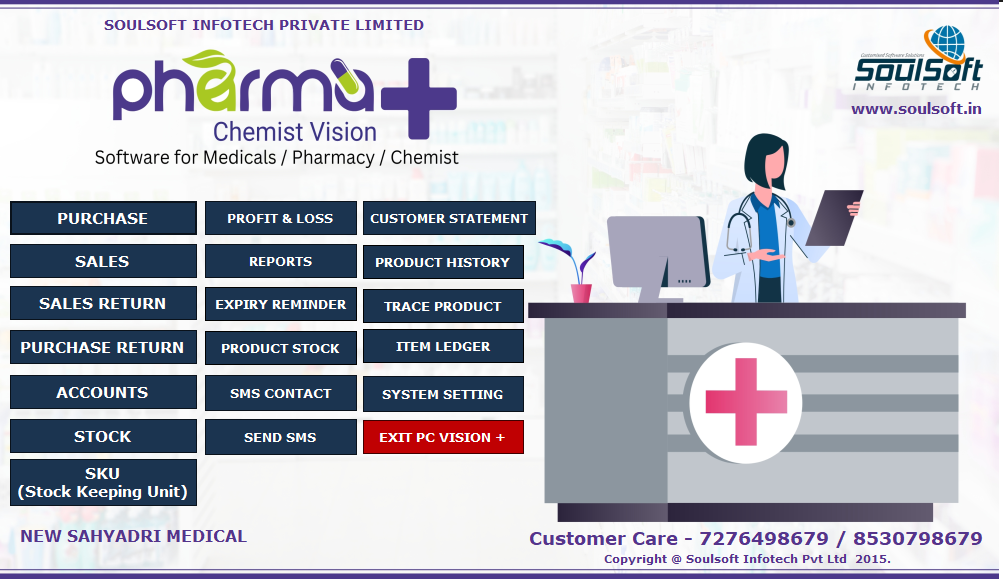 SOULSOFT INFOTECH PRIVATE LIMITED
pharma+
Chemist Vision
Software for Medicals / Pharmacy / Chemist
Customized Software Solutions
SoulSoft
INFOTECH
www.soulsoft.in
PURCHASE
PROFIT & LOSS
CUSTOMER STATEMENT
SALES
REPORTS
PRODUCT HISTORY
SALES RETURN
EXPIRY REMINDER
TRACE PRODUCT
PURCHASE RETURN
PRODUCT STOCK
ITEM LEDGER
ACCOUNTS
SMS CONTACT
SYSTEM SETTING
STOCK
SEND SMS
EXIT PC VISION +
SKU
(Stock Keeping Unit)
NEW SAHYADRI MEDICAL
Customer Care - 7276498679 / 8530798679
Copyright @ Soulsoft Infotech Pvt Ltd 2015.